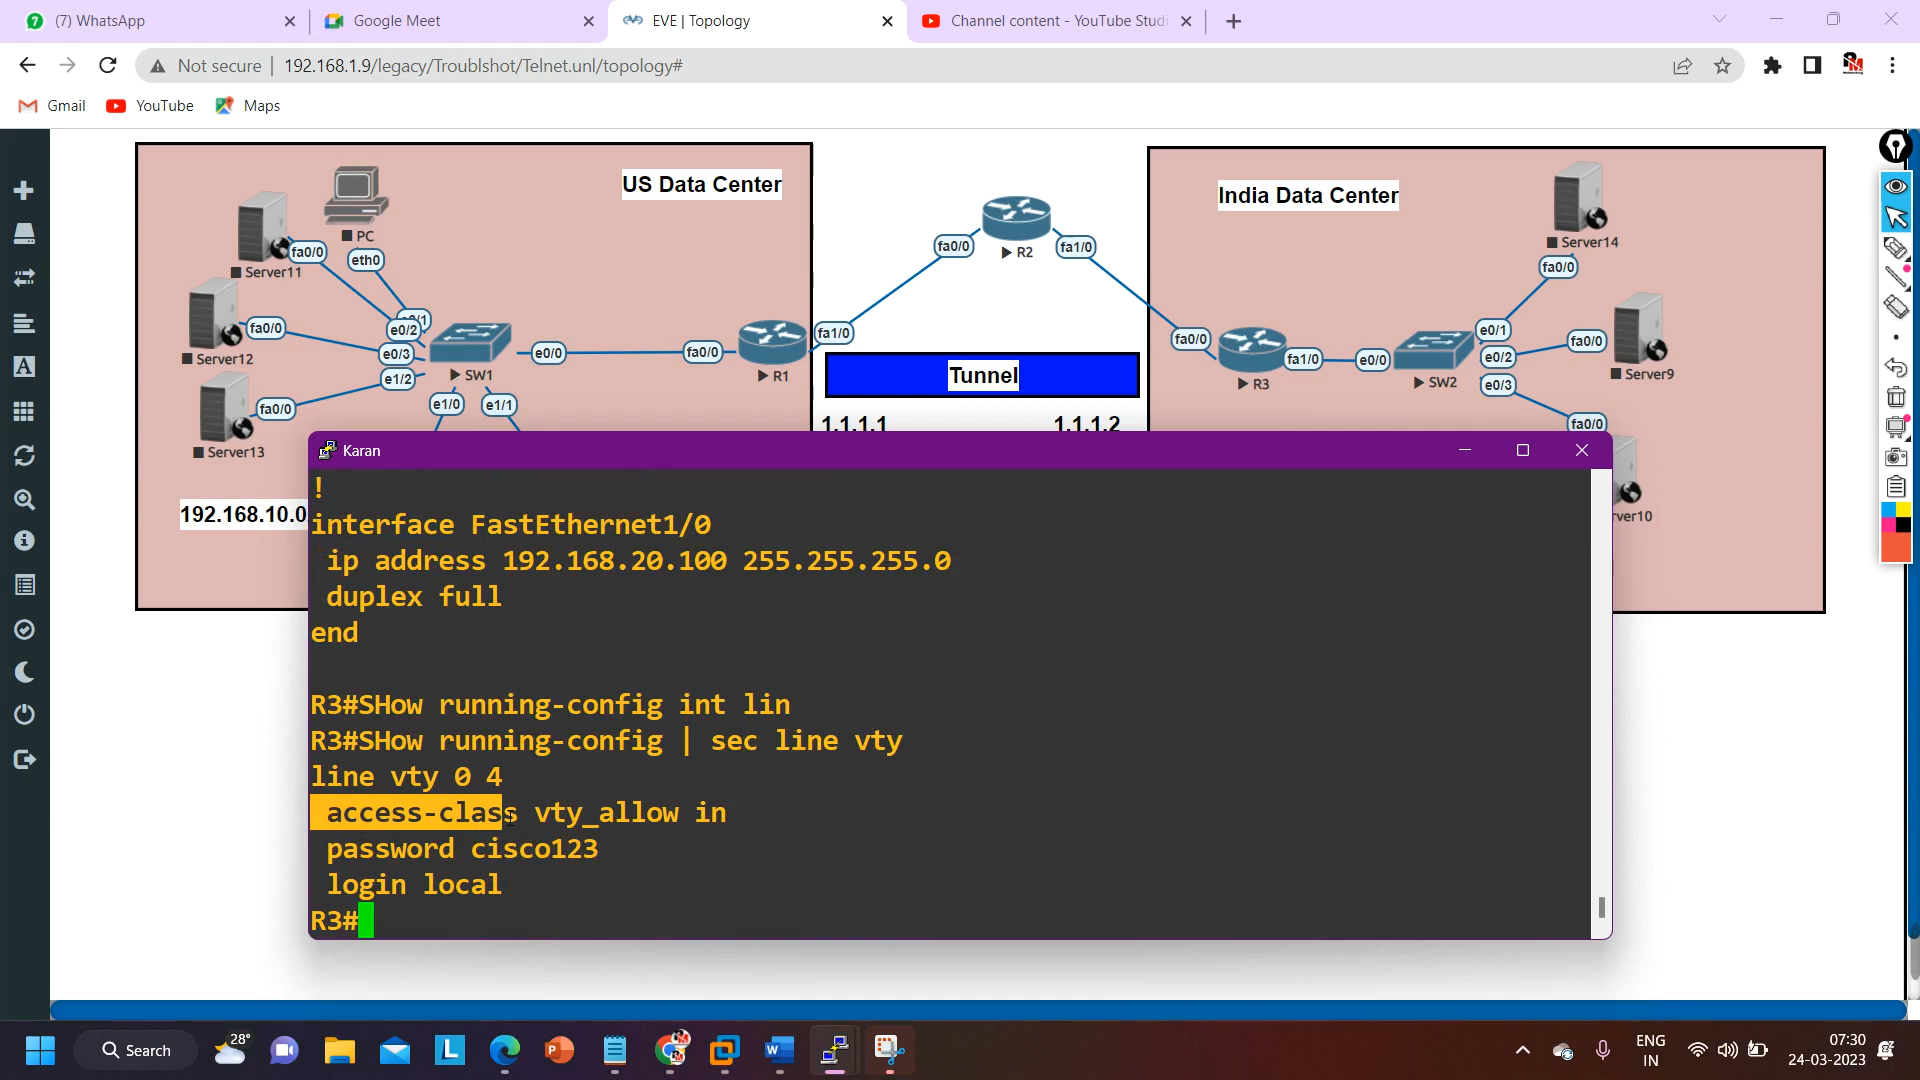 (7) WhatsApp
Google Meet
EVE | Topology
Channel content - YouTube Studi
Not secure
192.168.1.9/legacy/Troublshot/Telnet.unl/topology#
Gmail
YouTube
Maps
US Data Center
India Data Center
PC
Server11
fa0/0
eth0
Server12
fa0/0
Server13
fa0/0
e0/2
e0/3
e1/2
SW1
e1/0
e1/1
e0/0
fa0/0
R1
fa1/0
fa0/0
R2
fa1/0
Tunnel
1.1.1.1
1.1.1.2
fa0/0
R3
fa1/0
e0/0
SW2
e0/1
e0/2
e0/3
fa0/0
Server14
fa0/0
Server9
fa0/0
192.168.10.0
Karan
!
interface FastEthernet1/0
ip address 192.168.20.100 255.255.255.0
duplex full
end
R3#SHow running-config int lin
R3#SHow running-config | sec line vty
line vty 0 4
access-class vty_allow in
password cisco123
login local
R3#
28°
Search
ENG
IN
07:30
24-03-2023